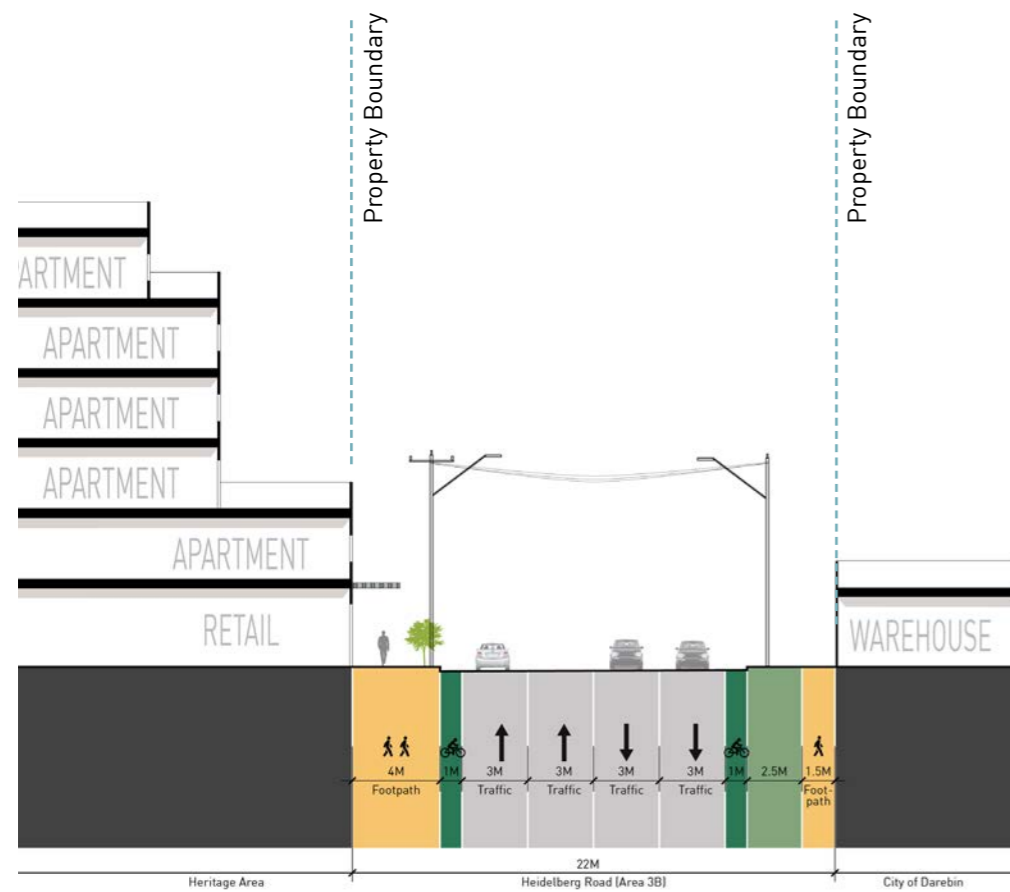 Property Boundary
Property Boundary
PARTMENT
APARTMENT
APARTMENT
APARTMENT
APARTMENT
RETAIL
WAREHOUSE
4M
1M
3M
3M
3M
3M
1M
2.5M
1.5M
Footpath
Traffic
Traffic
Traffic
Traffic
Foot-
path
22M
Heritage Area
Heidelberg Road (Area 3B)
City of Darebin